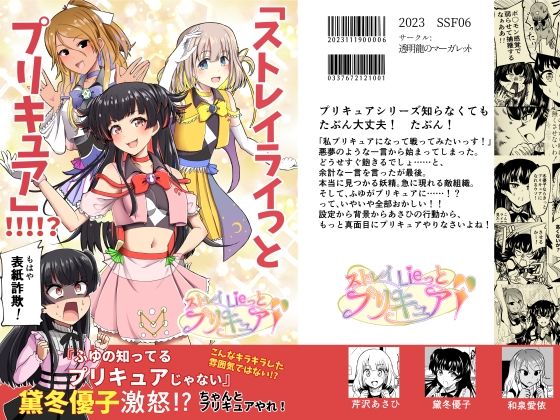 「ストレイライっと
プリキュア」
!!!!?
もはや
表紙詐欺!
ストレイLieっと
プリキュア
『ふゆの知ってる
プリキュアじゃない』
こんなキラキラした
雰囲気ではない!?
黛冬優子激怒!?
ちゃんと
プリキュアやれ!
2023111900006
0337672121001
2023 SSF06
サークル:
透明龍のマーガレット
プリキュアシリーズ知らなくても
たぶん大丈夫! たぶん!
「私プリキュアになって戦ってみたいっす!」
悪夢のような一言から始まってしまった。
どうせすぐ飽きるでしょ……と、
余計な一言を言ったが最後。
本当に見つかる妖精。急に現れる敵組織。
そして、ふゆがプリキュアに……!?
って、いやいや全部おかしい!!
設定から背景からあさひの行動から、
もっと真面目にプリキュアやりなさいよね!
ストレイLieっと
プリキュア
芹沢あさひ
黛冬優子
和泉愛依